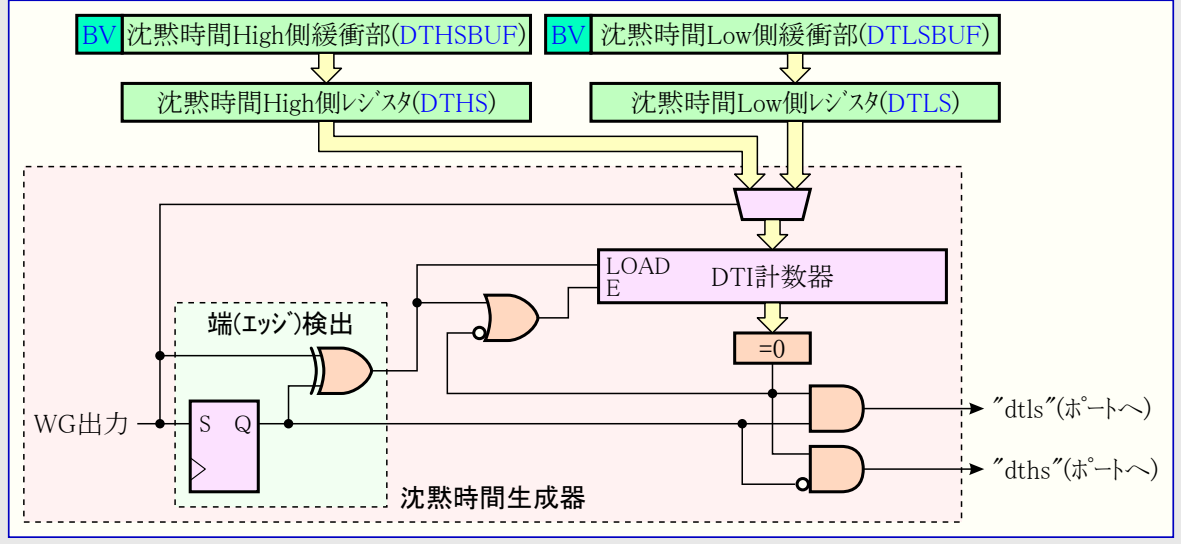 BV 沈黙時間High側緩衝部(DTHSBUF)
BV 沈黙時間Low側緩衝部(DTLSBUF)
沈黙時間High側ﾚｼﾞｽﾀ(DTHS)
沈黙時間Low側ﾚｼﾞｽﾀ(DTLS)
LOAD
E
DTI計数器
端(ｴｯｼﾞ)検出
=0
WG出力
S Q
"dtls"(ﾎﾟｰﾄへ)
"dths"(ﾎﾟｰﾄへ)
沈黙時間生成器